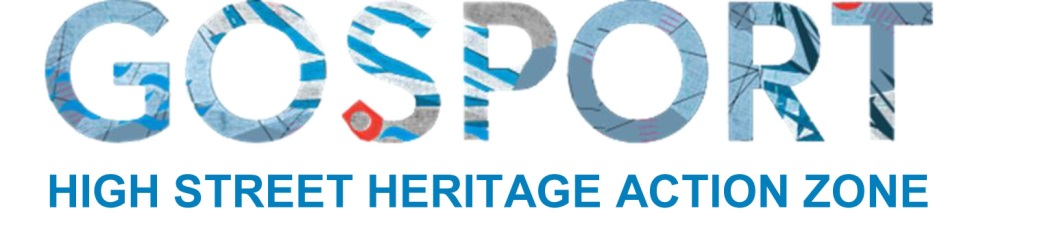 GOSPORT
HIGH STREET HERITAGE ACTION ZONE